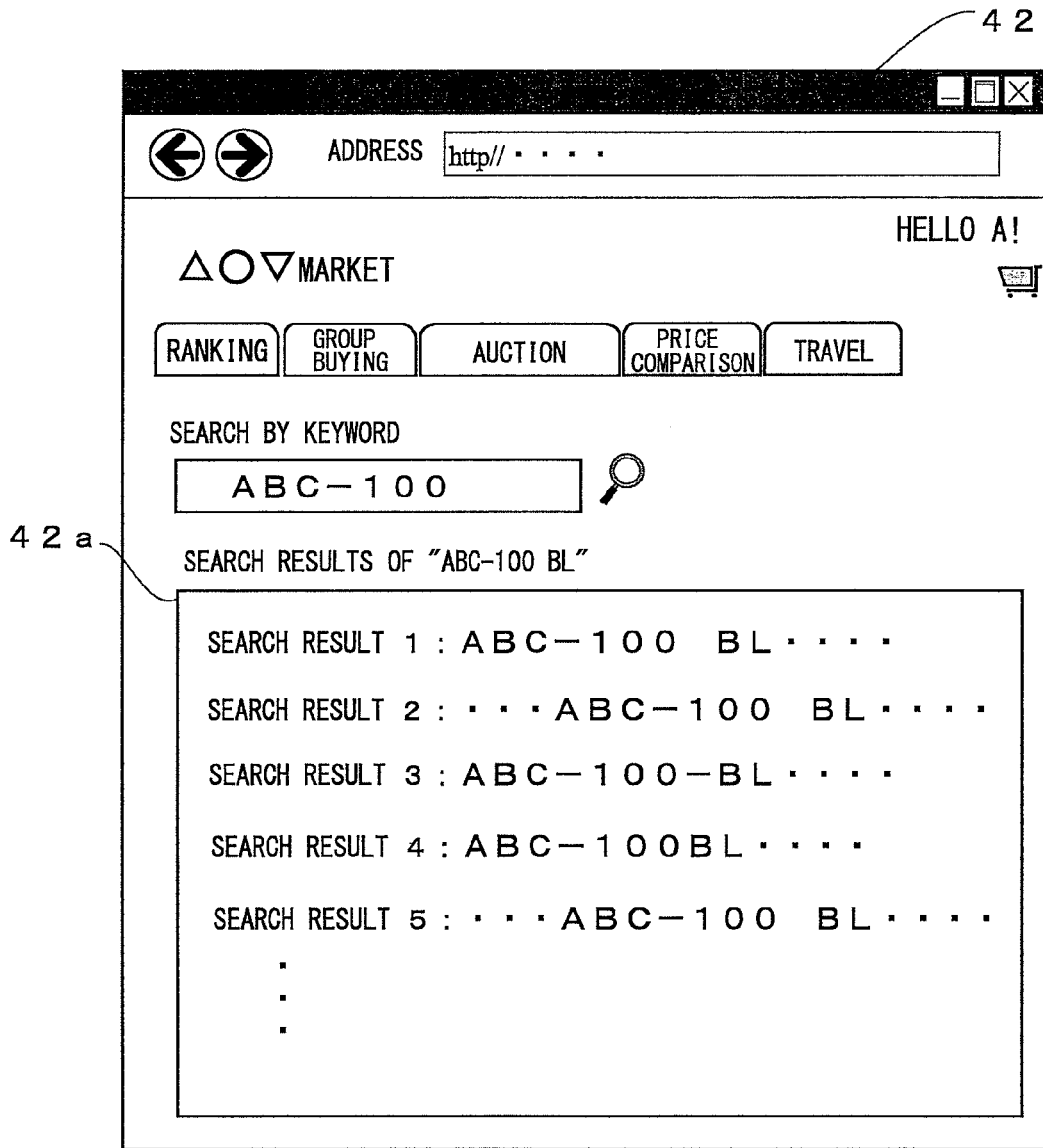 42
ADDRESS http//・・・・
HELLO A!
△○▽MARKET
RANKING GROUP BUYING AUCTION PRICE COMPARISON TRAVEL
SEARCH BY KEYWORD
ABC-100
42a
SEARCH RESULTS OF "ABC-100 BL"
SEARCH RESULT 1 : ABC-100 BL・・・・
SEARCH RESULT 2 : ・・・ABC-100 BL・・・・
SEARCH RESULT 3 : ABC-100-BL・・・・
SEARCH RESULT 4 : ABC-100BL・・・・
SEARCH RESULT 5 : ・・・ABC-100 BL・・・・